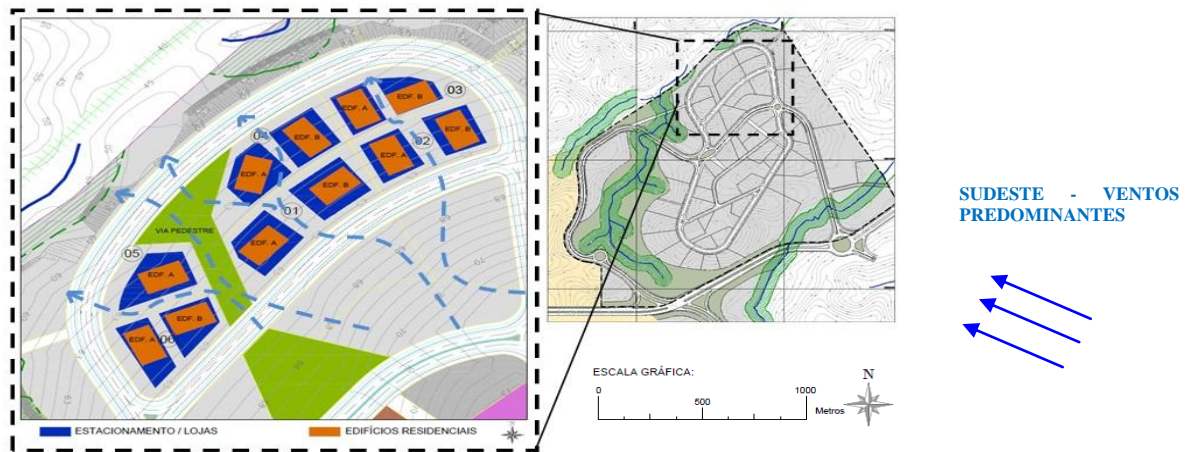 EDF. B
03
EDF. A
EDF. B
04
EDF. B
02
EDF. A
EDF. A
EDF. B
01
VIA PEDESTRE
EDF. A
05
EDF. A
EDF. B
EDF. A
06
ESTACIONAMENTO / LOJAS
EDIFÍCIOS RESIDENCIAIS
ESCALA GRÁFICA:
0
500
1000
Metros
N
SUDESTE - VENTOS
PREDOMINANTES